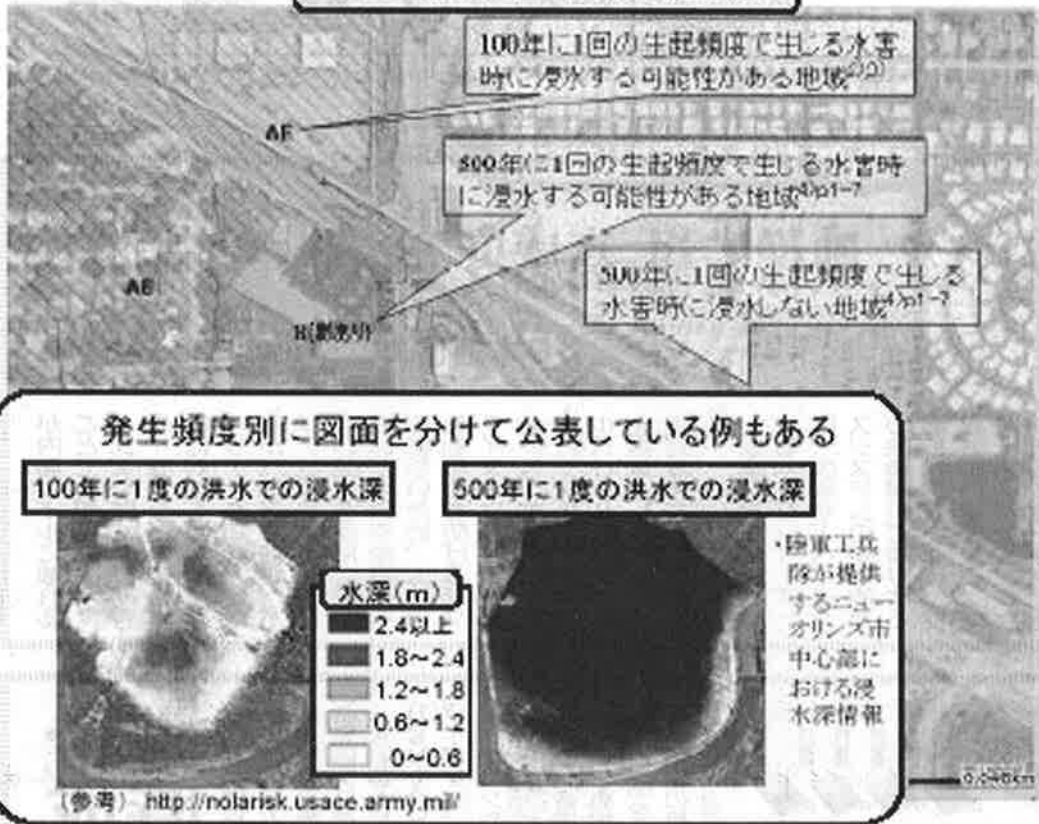 100年に1回の生起頻度で生じる水害
時に浸水する可能性がある地域
AE
500年に1回の生起頻度で生じる水害時
に浸水する可能性がある地域4)p1-7
500年に1回の生起頻度で生じる
水害時に浸水しない地域4)p1-7
AE
発生頻度別に図面を分けて公表している例もある
100年に1度の洪水での浸水深
500年に1度の洪水での浸水深
水深(m)
2.4以上
1.8〜2.4
1.2〜1.8
0.6〜1.2
0〜0.6
・陸軍工兵
隊が提供
するニュー
オリンズ市
中心部に
おける浸
水深情報
(参考) http://nolarisk.usace.army.mil/